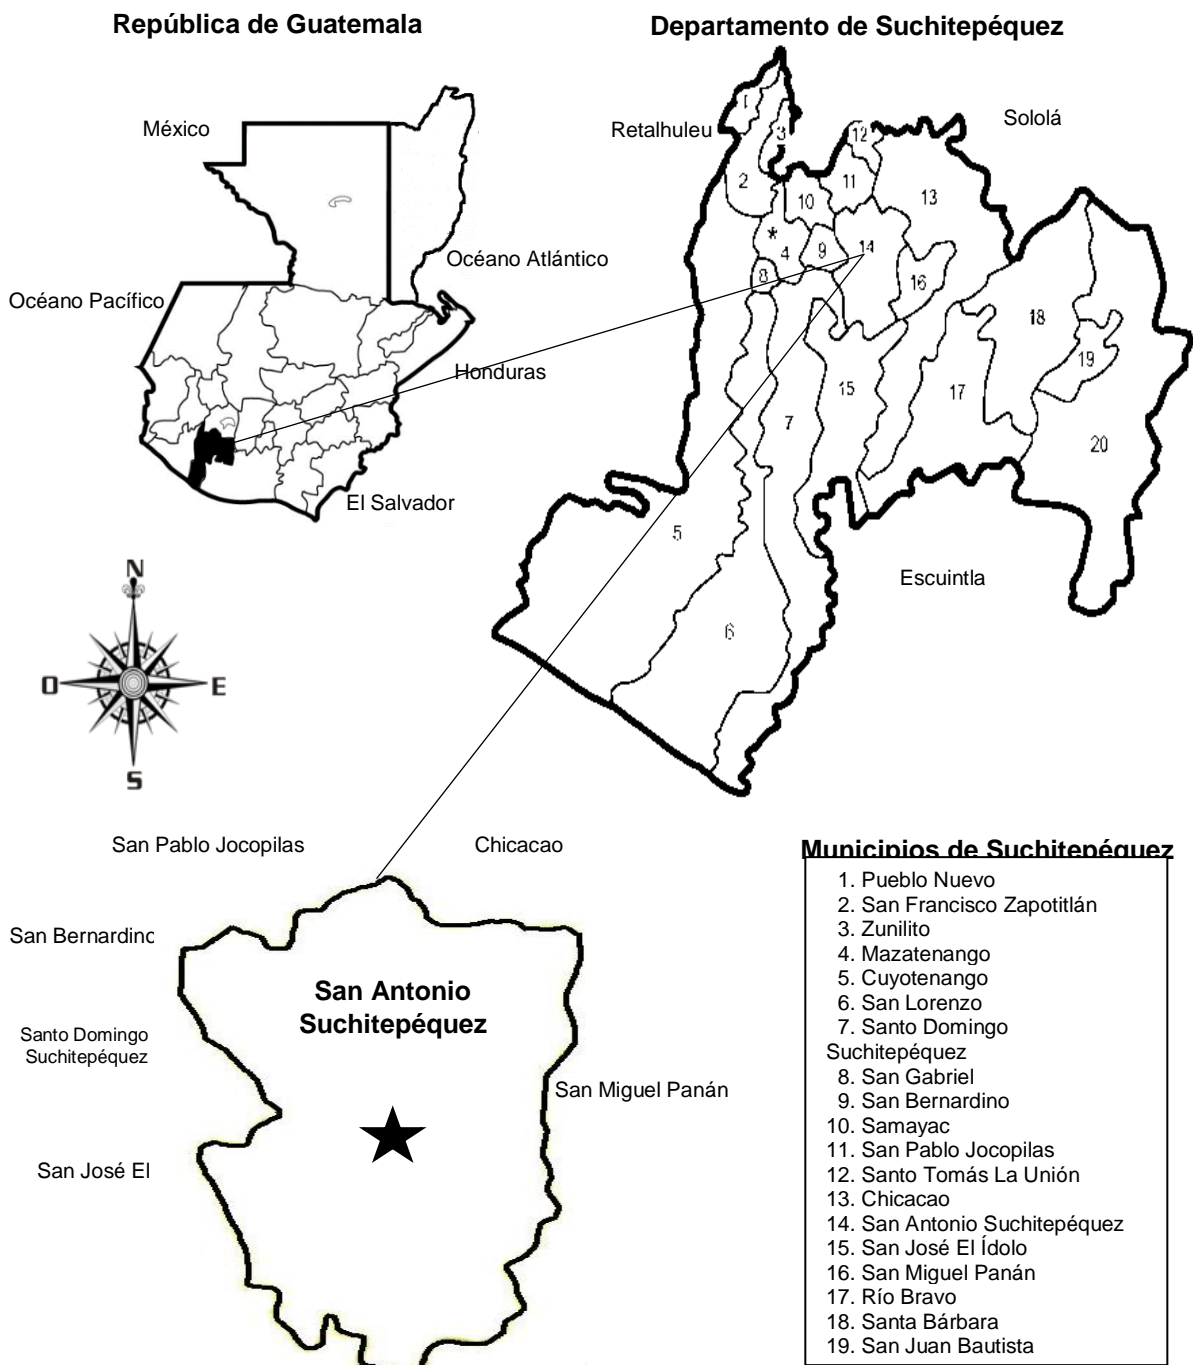 República de Guatemala
Departamento de Suchitepéquez
México
Retalhuleu
Sololá
1
3
12
2
11
13
10
*
4
9
14
8
16
Océano Atlántico
Océano Pacífico
18
19
Honduras
15
17
7
20
El Salvador
5
Escuintla
6
N
O
E
S
San Pablo Jocopilas
Chicacao
San Bernardino
Santo Domingo
Suchitepéquez
San José El
San Antonio
Suchitepéquez
San Miguel Panán
Municipios de Suchitepéquez
1. Pueblo Nuevo
2. San Francisco Zapotitlán
3. Zunilito
4. Mazatenango
5. Cuyotenango
6. San Lorenzo
7. Santo Domingo
Suchitepéquez
8. San Gabriel
9. San Bernardino
10. Samayac
11. San Pablo Jocopilas
12. Santo Tomás La Unión
13. Chicacao
14. San Antonio Suchitepéquez
15. San José El Ídolo
16. San Miguel Panán
17. Río Bravo
18. Santa Bárbara
19. San Juan Bautista